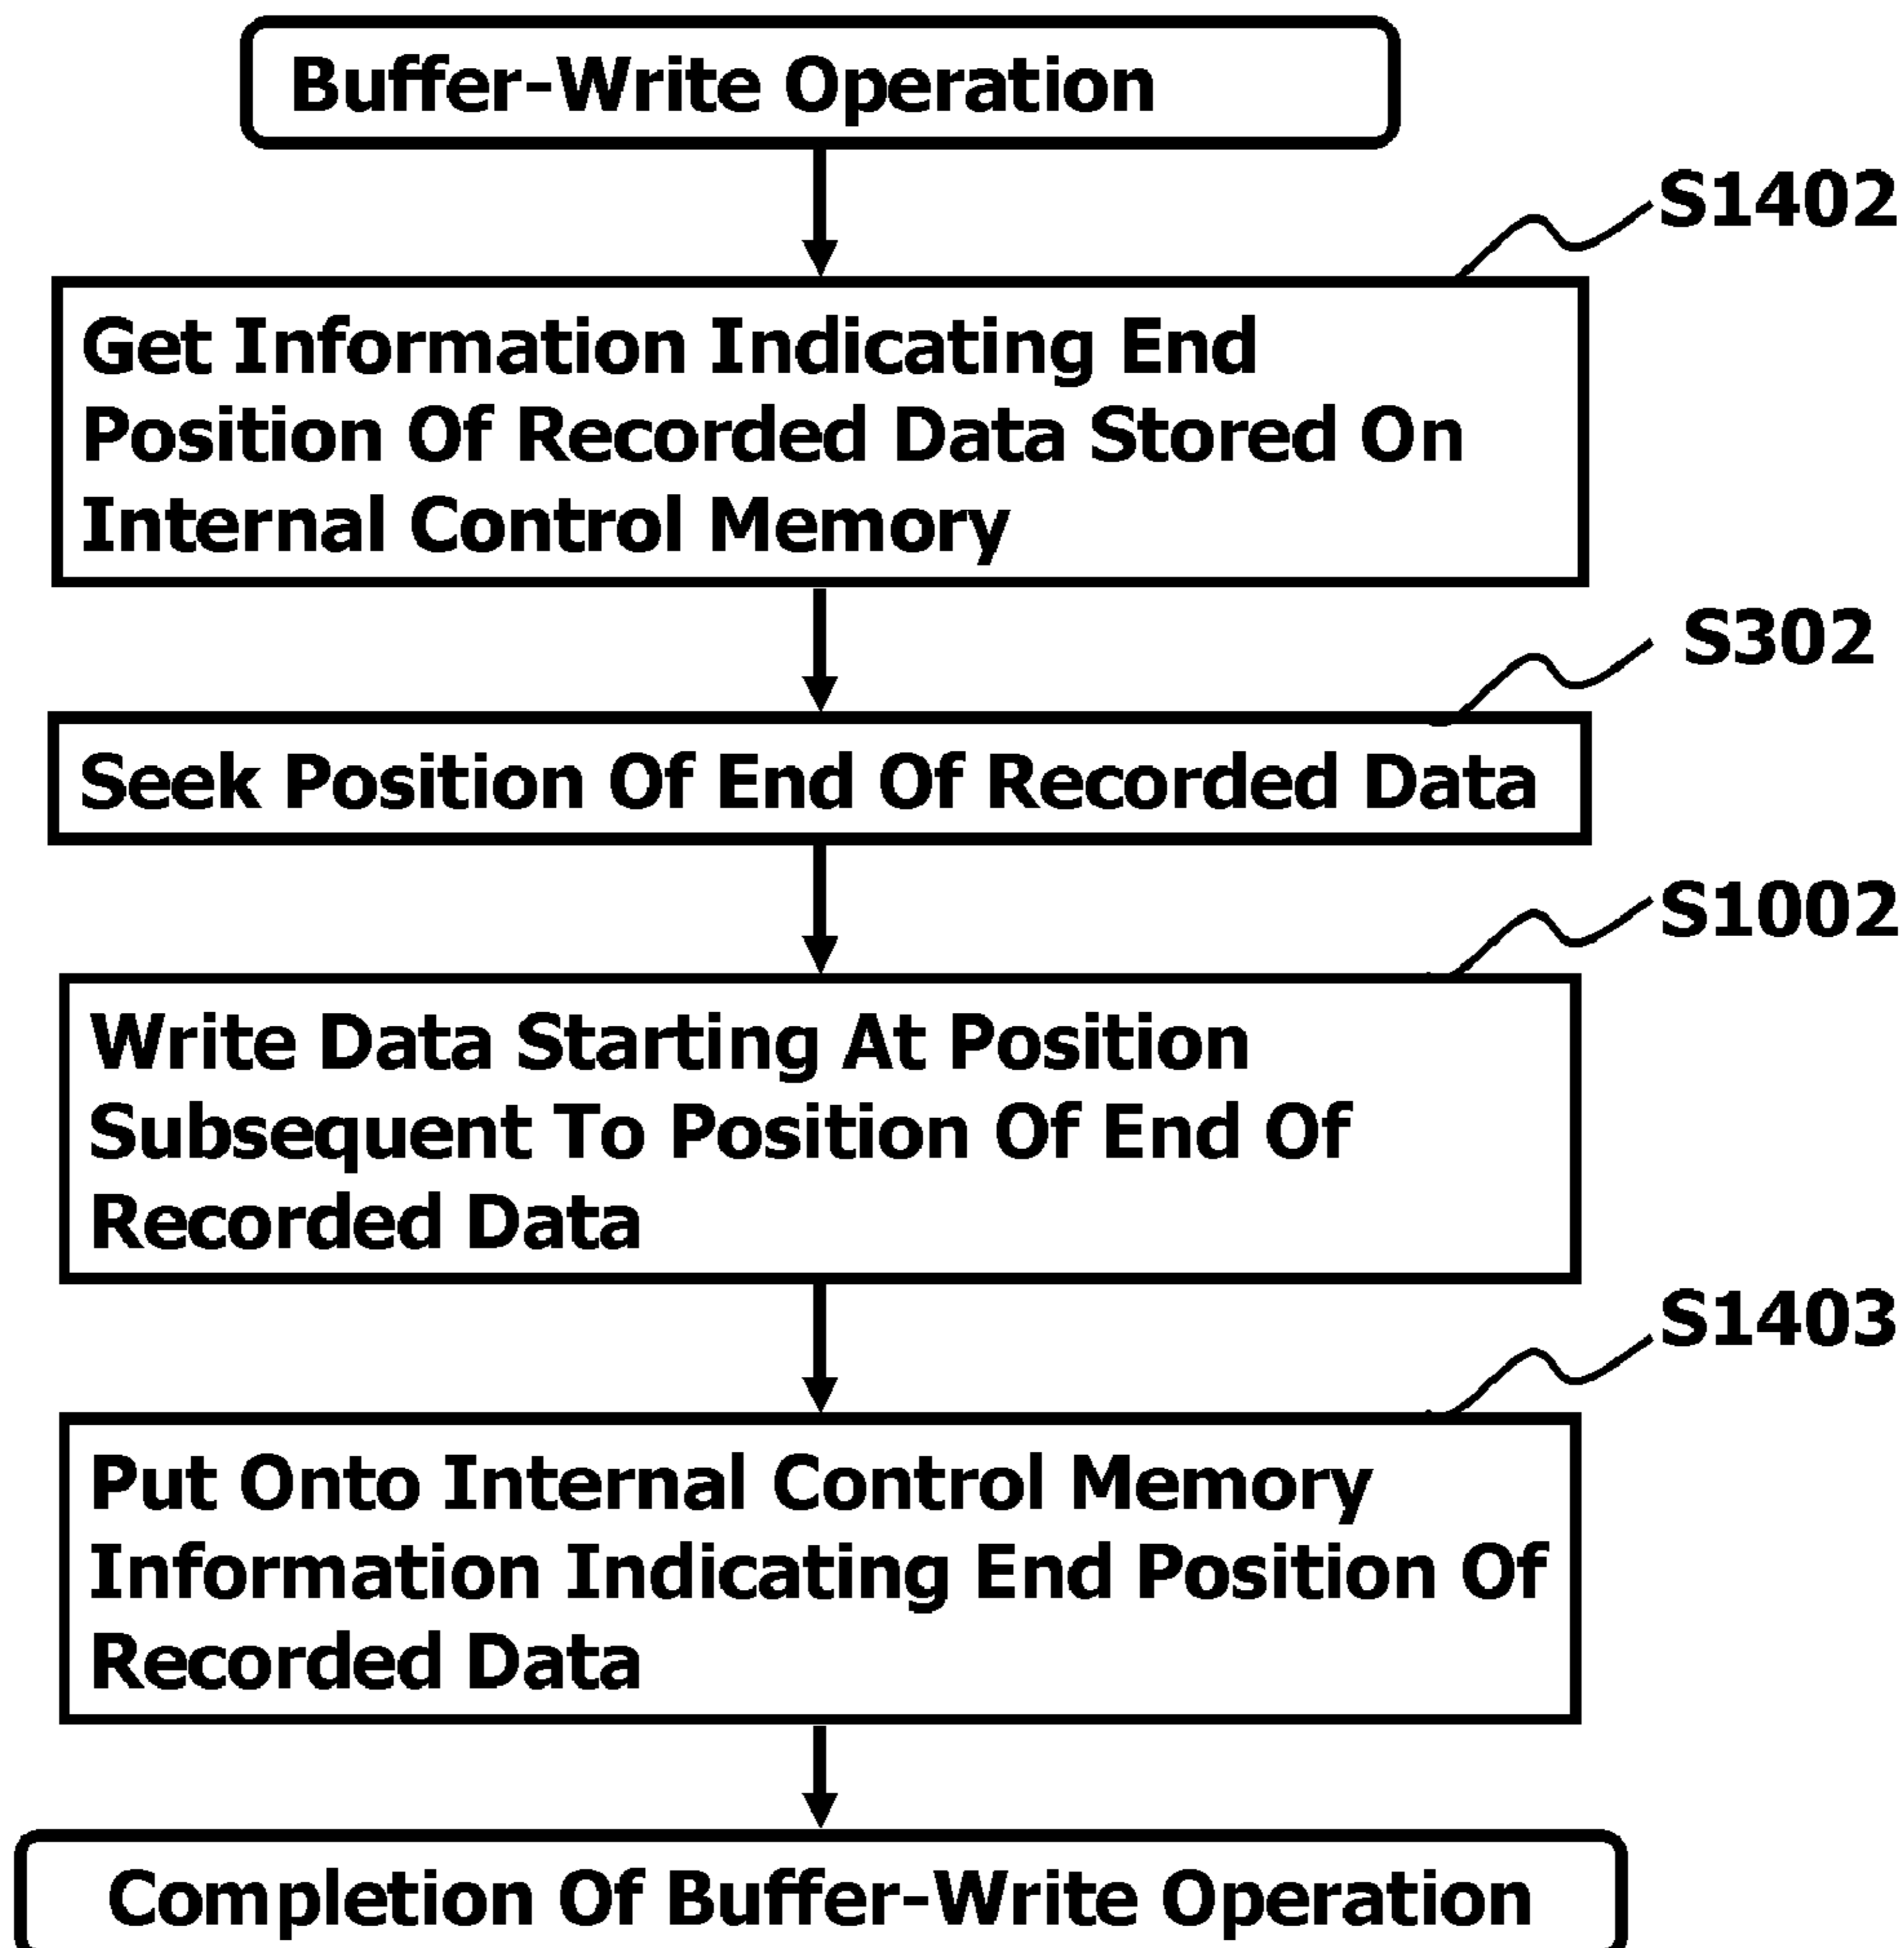 Buffer-Write Operation
S1402
Get Information Indicating End
Position Of Recorded Data Stored On
Internal Control Memory
S302
Seek Position Of End Of Recorded Data
S1002
Write Data Starting At Position
Subsequent To Position Of End Of
Recorded Data
S1403
Put Onto Internal Control Memory
Information Indicating End Position Of
Recorded Data
Completion Of Buffer-Write Operation